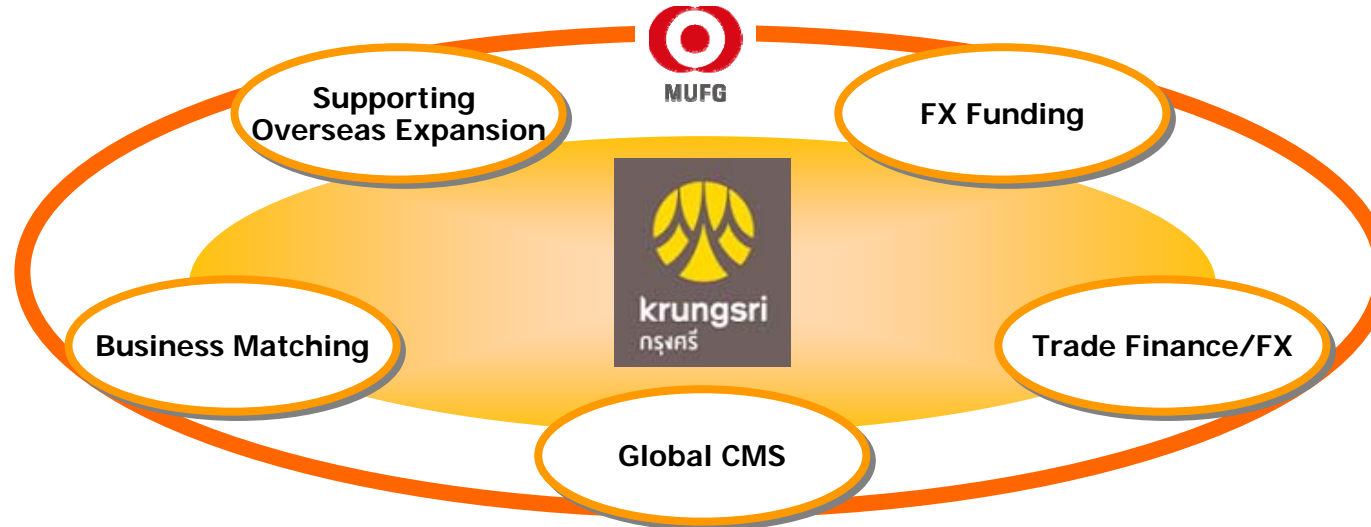 MUFG
Supporting
Overseas Expansion
FX Funding
krungsri
กรุงศรี
Business Matching
Trade Finance/FX
Global CMS